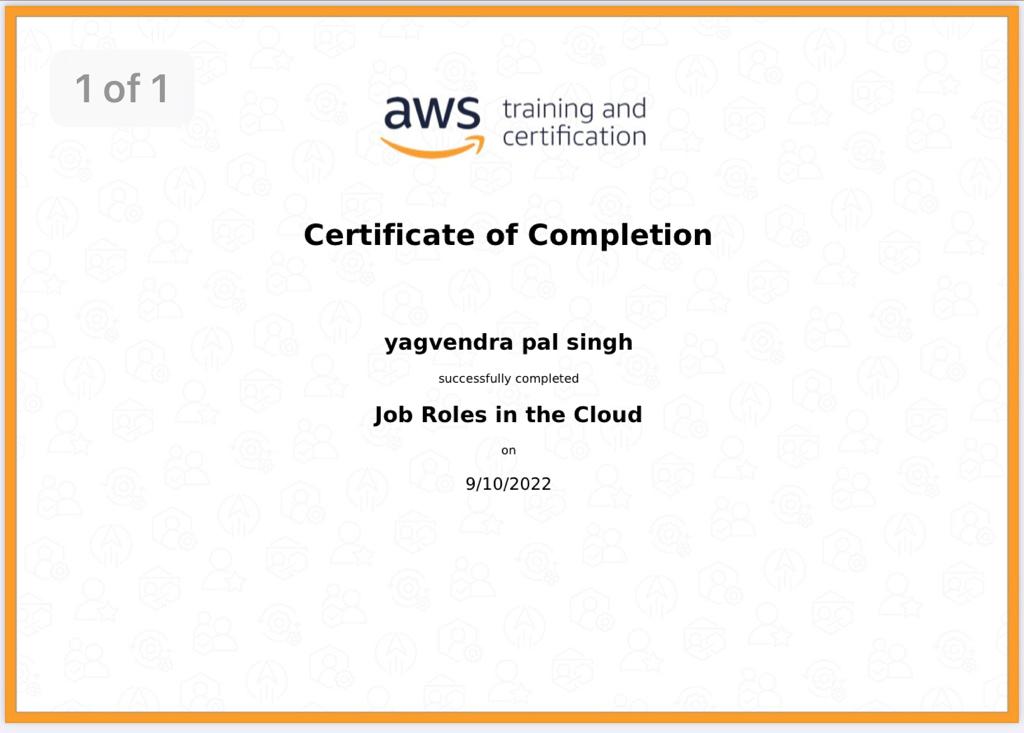 1 of 1
aws training and
certification
Certificate of Completion
yagvendra pal singh
successfully completed
Job Roles in the Cloud
on
9/10/2022